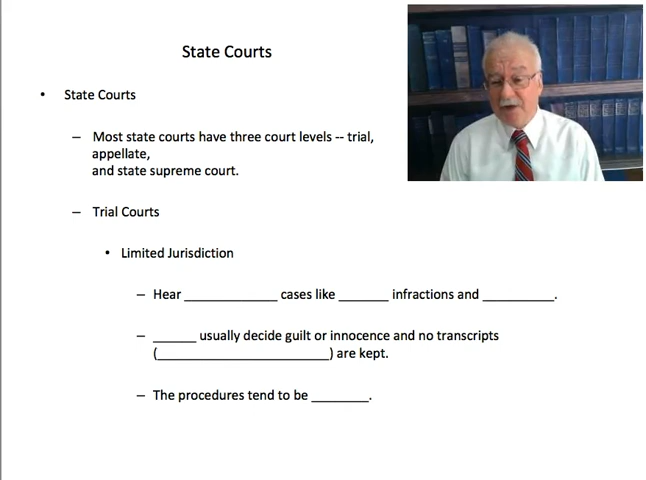 State Courts
• State Courts
– Most state courts have three court levels -- trial,
appellate,
and state supreme court.
– Trial Courts
• Limited Jurisdiction
– Hear _____________ cases like _______ infractions and __________.
– ______ usually decide guilt or innocence and no transcripts
(________________________) are kept.
– The procedures tend to be ________.